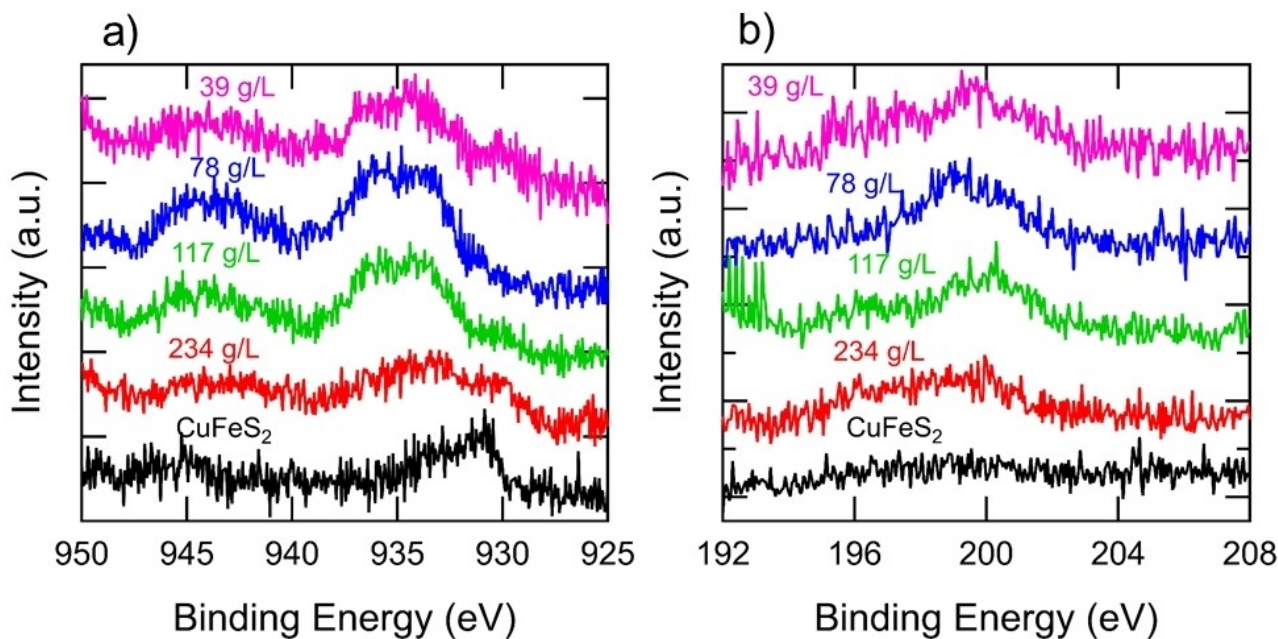 a)
39 g/L
78 g/L
117 g/L
234 g/L
CuFeS₂
950 945 940 935 930 925
Binding Energy (eV)
Intensity (a.u.)
b)
39 g/L
78 g/L
117 g/L
234 g/L
CuFeS₂
192 196 200 204 208
Binding Energy (eV)
Intensity (a.u.)